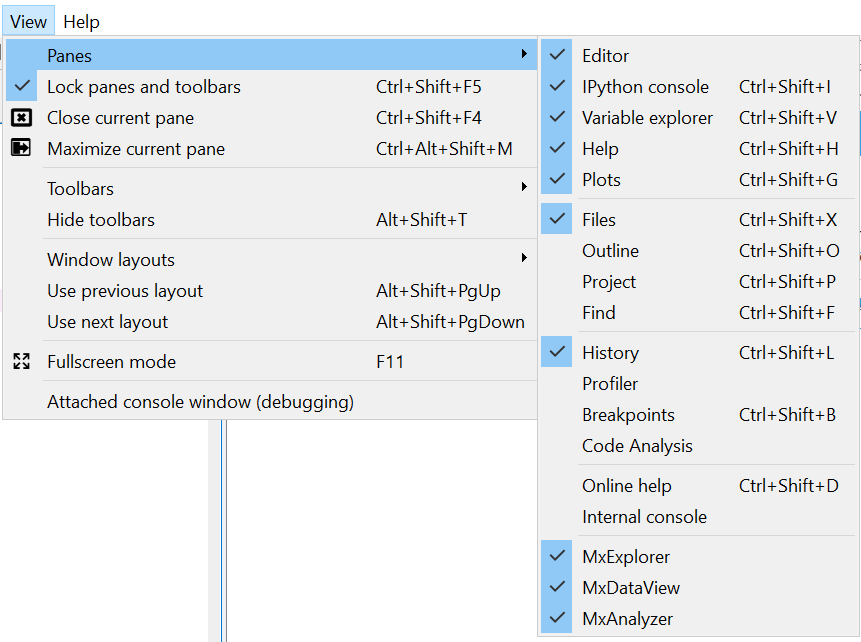 View Help
Panes
Lock panes and toolbars Ctrl+Shift+F5
Close current pane Ctrl+Shift+F4
Maximize current pane Ctrl+Alt+Shift+M
Toolbars
Hide toolbars Alt+Shift+T
Window layouts
Use previous layout Alt+Shift+PgUp
Use next layout Alt+Shift+PgDown
Fullscreen mode F11
Attached console window (debugging)
Editor
IPython console Ctrl+Shift+I
Variable explorer Ctrl+Shift+V
Help Ctrl+Shift+H
Plots Ctrl+Shift+G
Files Ctrl+Shift+X
Outline Ctrl+Shift+O
Project Ctrl+Shift+P
Find Ctrl+Shift+F
History Ctrl+Shift+L
Profiler
Breakpoints Ctrl+Shift+B
Code Analysis
Online help Ctrl+Shift+D
Internal console
MxExplorer
MxDataView
MxAnalyzer